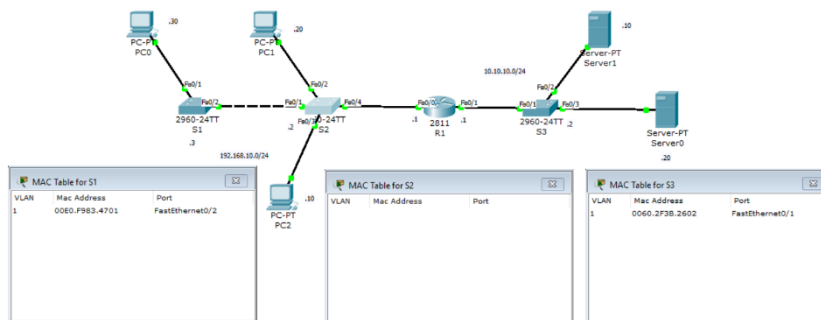 .30
PC-PT
PC0
.20
PC-PT
PC1
.10
Server-PT
Server1
10.10.10.0/24
Fa0/1
Fa0/2
Fa0/2
Fa0/1
Fa0/4
Fa0/0
Fa0/1
Fa0/1
Fa0/2
Fa0/3
2960-24TT
S1
.3
S2
.2
.1
2811
R1
.1
2960-24TT
S3
.2
Server-PT
Server0
.20
192.168.10.0/24
PC-PT
PC2
.10
MAC Table for S1
VLAN Mac Address Port
1 00E0.F983.4701 FastEthernet0/2
MAC Table for S2
VLAN Mac Address Port
MAC Table for S3
VLAN Mac Address Port
1 0060.2F3B.2602 FastEthernet0/1